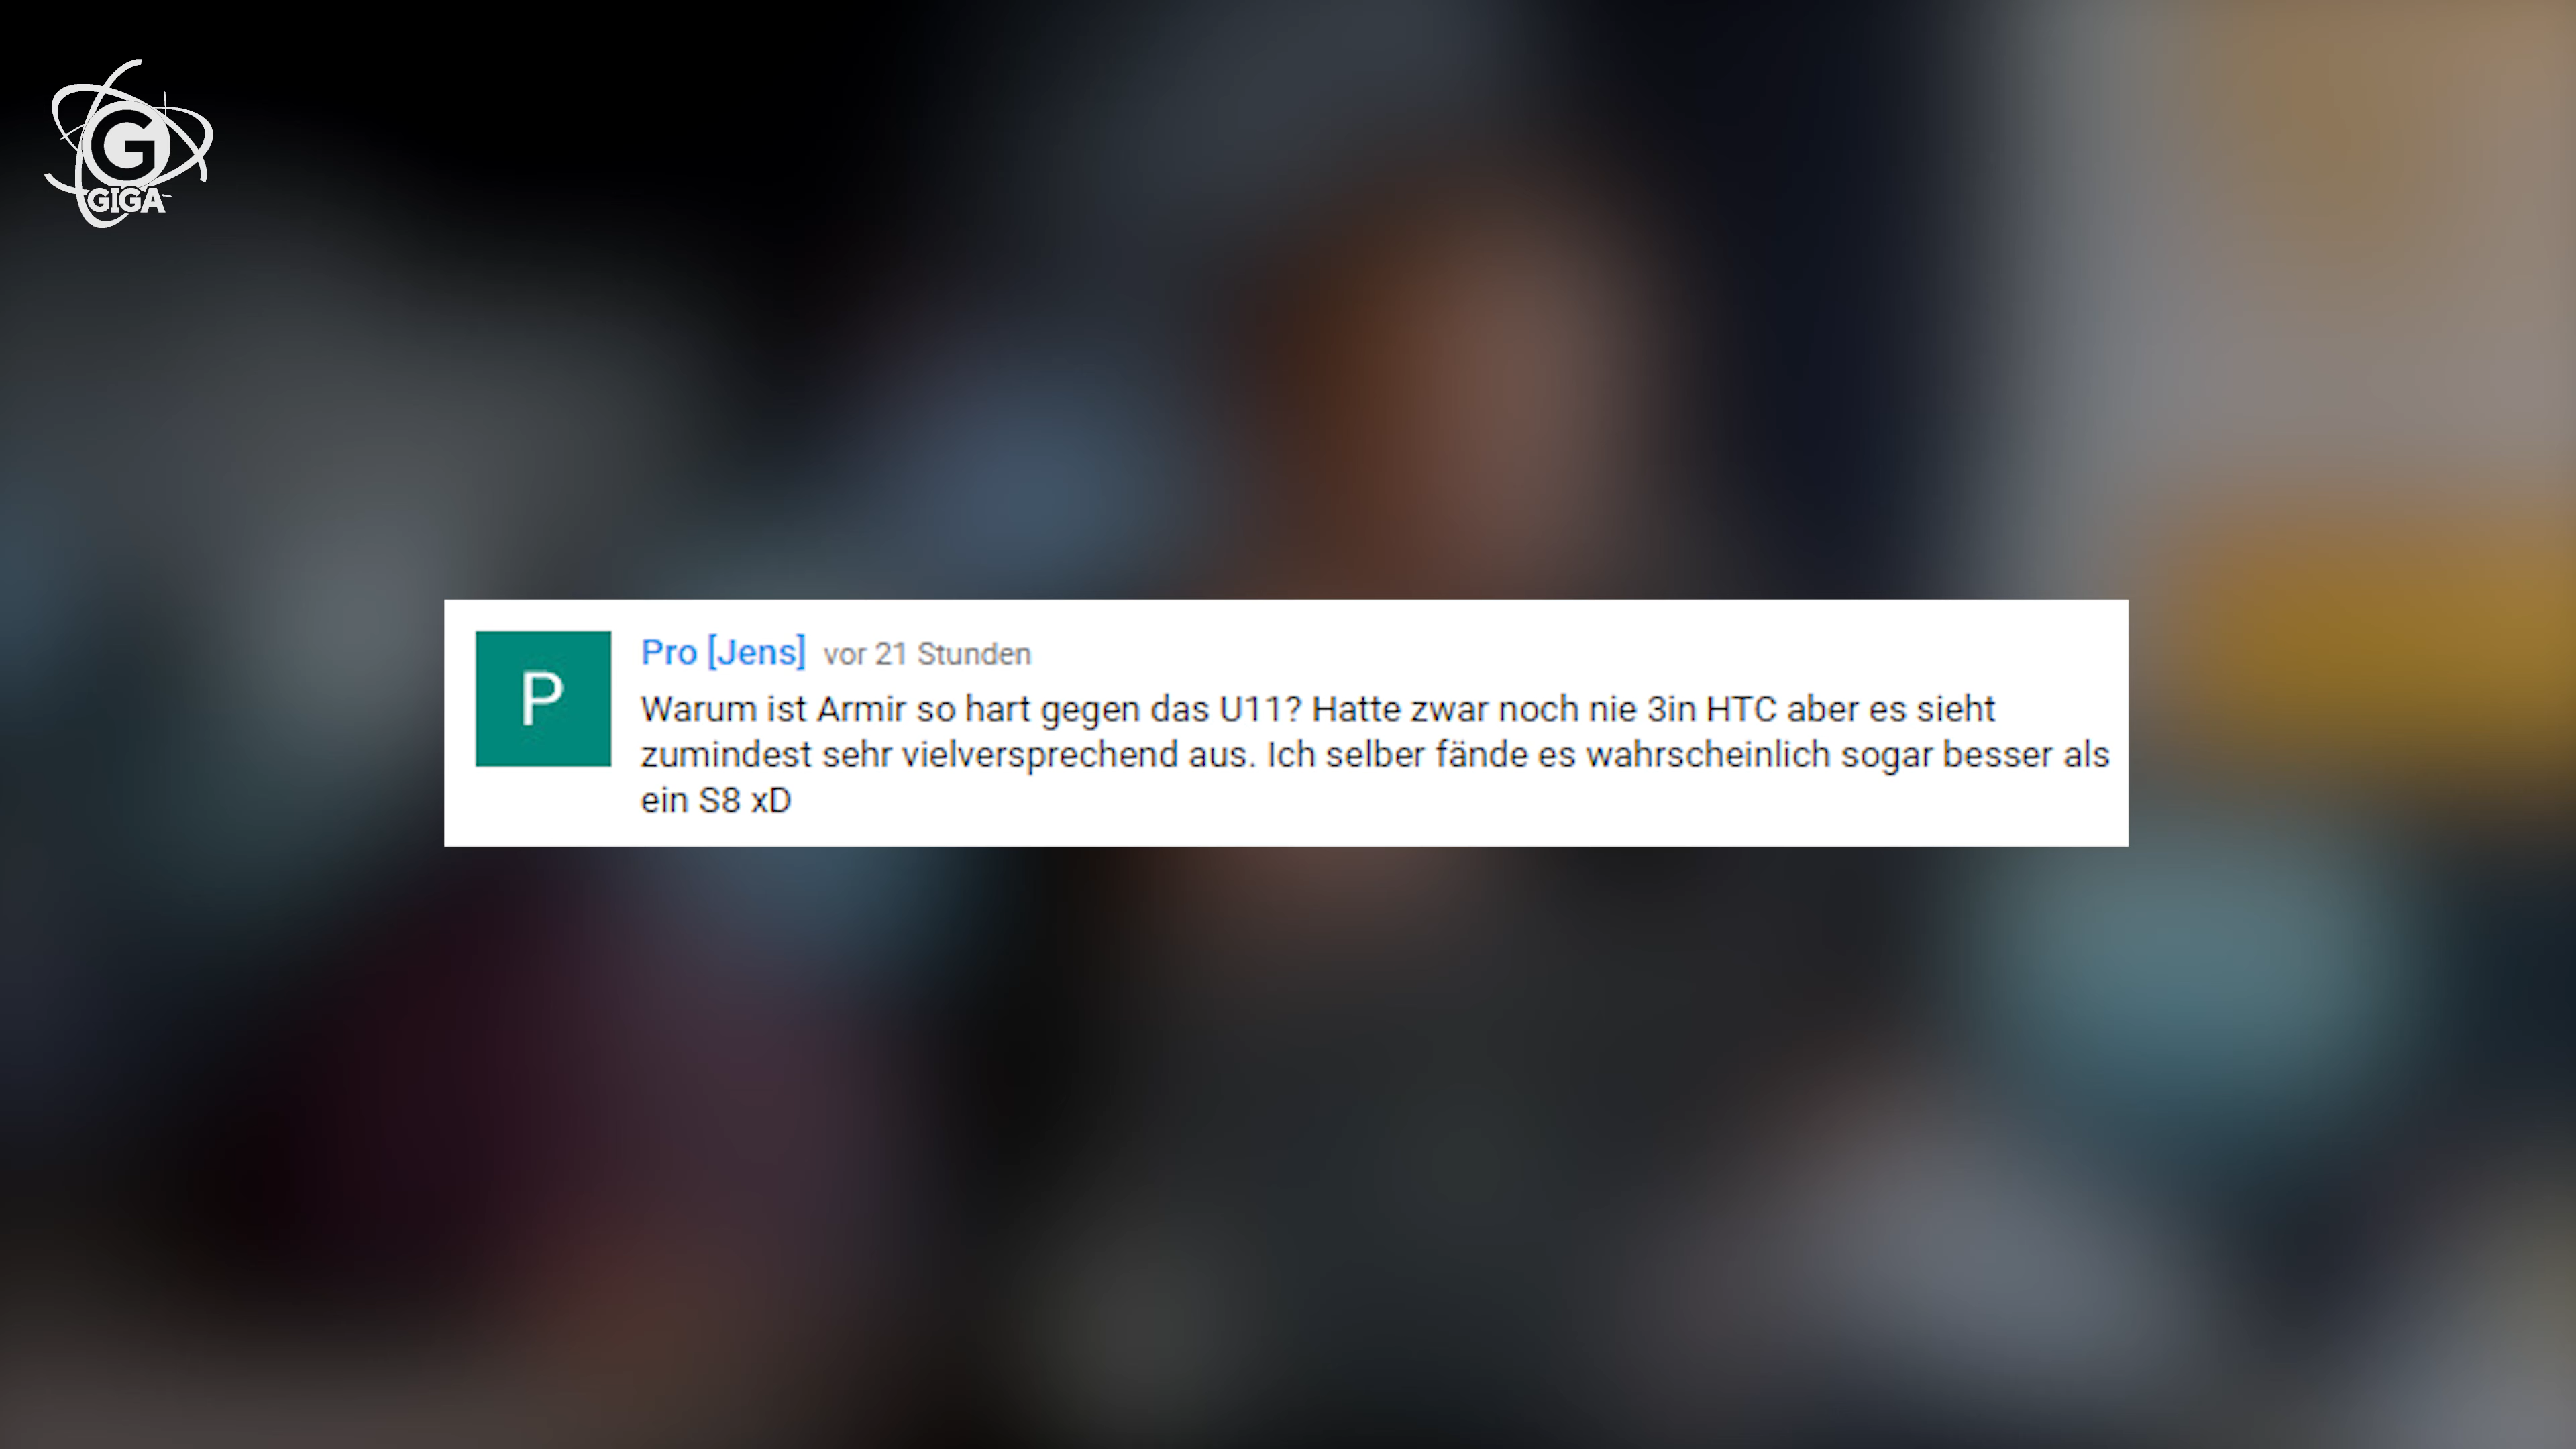 G
GIGA
P
Pro [Jens] vor 21 Stunden
Warum ist Armir so hart gegen das U11? Hatte zwar noch nie 3in HTC aber es sieht
zumindest sehr vielversprechend aus. Ich selber fände es wahrscheinlich sogar besser als
ein S8 xD